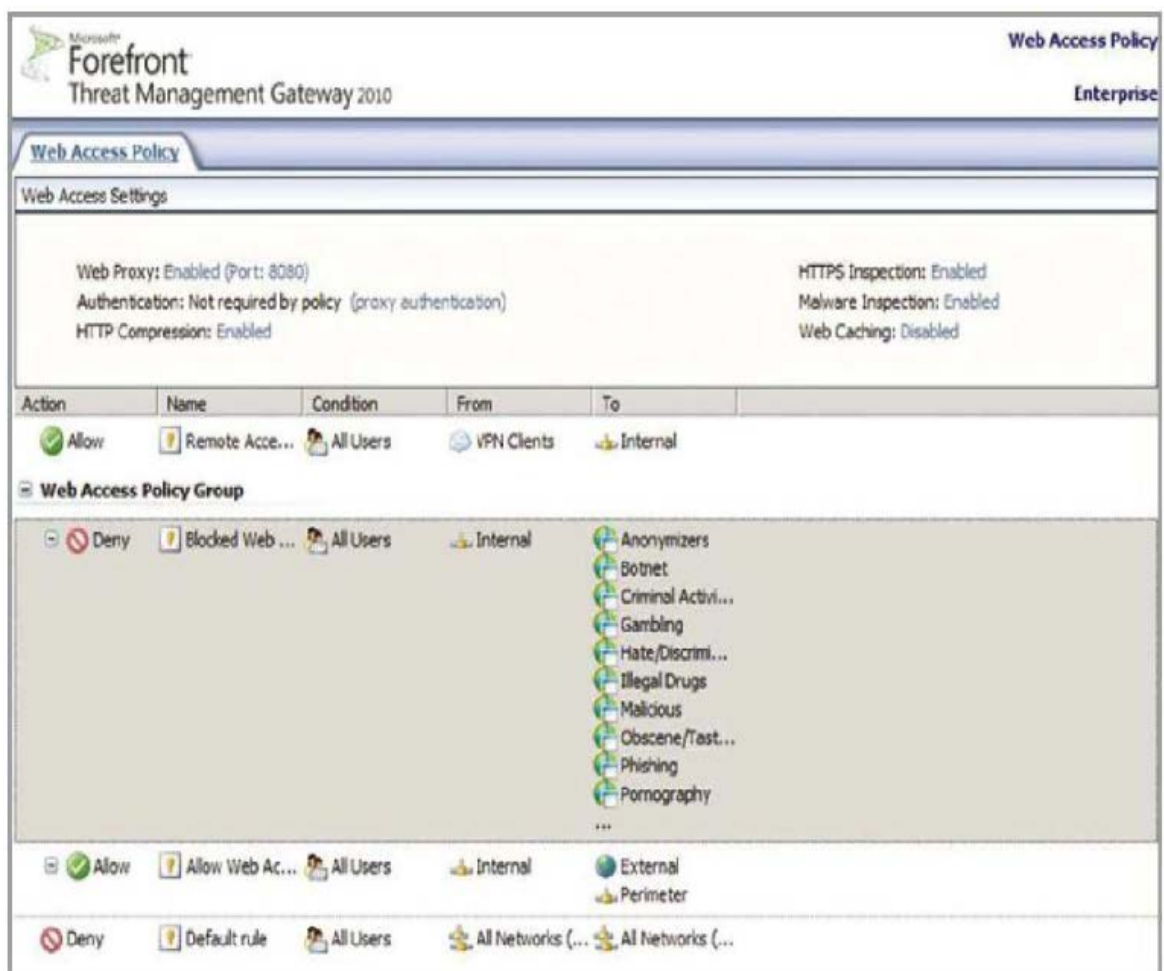 Microsoft
Forefront
Threat Management Gateway 2010
Web Access Policy
Enterprise
Web Access Policy
Web Access Settings
Web Proxy: Enabled (Port: 8080)
HTTPS Inspection: Enabled
Authentication: Not required by policy (proxy authentication)
Malware Inspection: Enabled
HTTP Compression: Enabled
Web Caching: Disabled
Action Name Condition From To
Allow Remote Acce... All Users VPN Clients Internal
Web Access Policy Group
Deny Blocked Web ... All Users Internal Anonymizers
Botnet
Criminal Activi...
Gambling
Hate/Discrimi...
Illegal Drugs
Malicious
Obscene/Tast...
Phishing
Pornography
...
Allow Allow Web Ac... All Users Internal External
Perimeter
Deny Default rule All Users All Networks (... All Networks (...